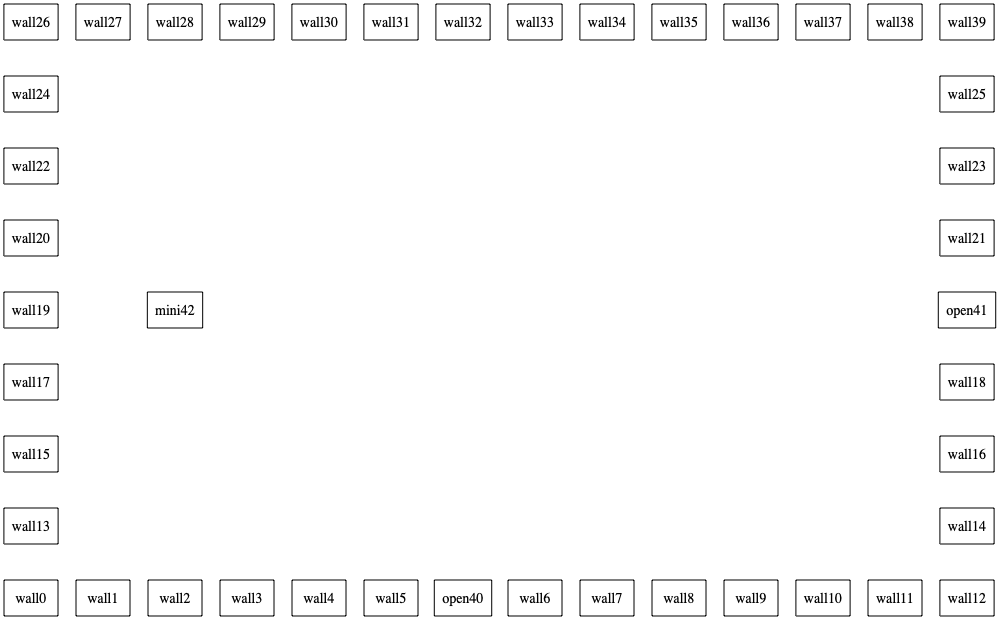 wall26 wall27 wall28 wall29 wall30 wall31 wall32 wall33 wall34 wall35 wall36 wall37 wall38 wall39
wall24 wall25
wall22 wall23
wall20 wall21
wall19 mini42 open41
wall17 wall18
wall15 wall16
wall13 wall14
wall0 wall1 wall2 wall3 wall4 wall5 open40 wall6 wall7 wall8 wall9 wall10 wall11 wall12